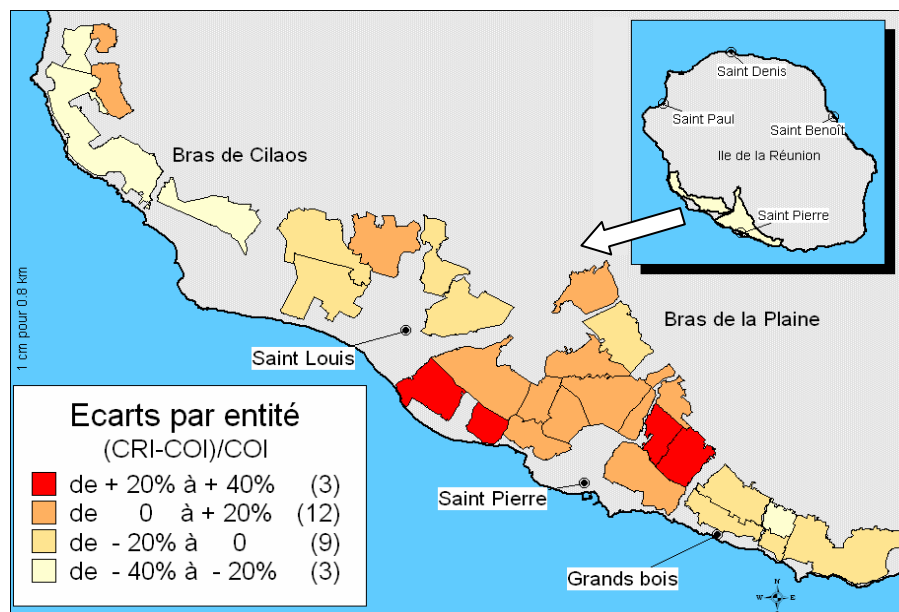 Saint Denis
Saint Paul
Saint Benoît
Ile de la Réunion
Saint Pierre
Bras de Cilaos
Bras de la Plaine
1 cm pour 0.8 km
Saint Louis
Saint Pierre
Grands bois
Ecarts par entité
(CRI-COI)/COI
de + 20% à + 40% (3)
de 0 à + 20% (12)
de - 20% à 0 (9)
de - 40% à - 20% (3)
N
W E
S